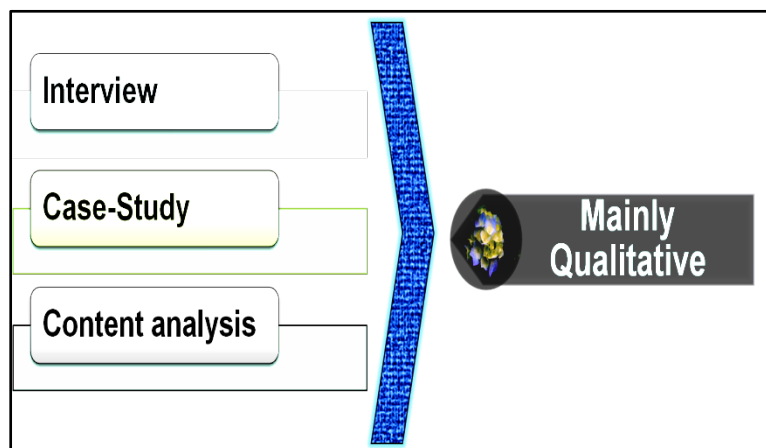 Interview
Case-Study
Content analysis
Mainly
Qualitative